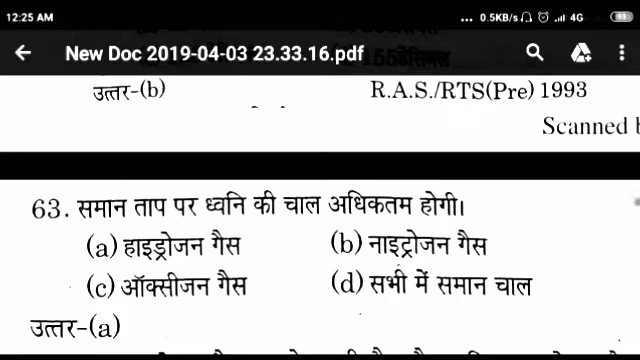 12:25 AM ... 0.5KB/s 4G 93
New Doc 2019-04-03 23.33.16.pdf
उत्तर-(b) R.A.S./RTS(Pre) 1993
Scanned
63. समान ताप पर ध्वनि की चाल अधिकतम होगी।
(a) हाइड्रोजन गैस (b) नाइट्रोजन गैस
(c) ऑक्सीजन गैस (d) सभी में समान चाल
उत्तर-(a)